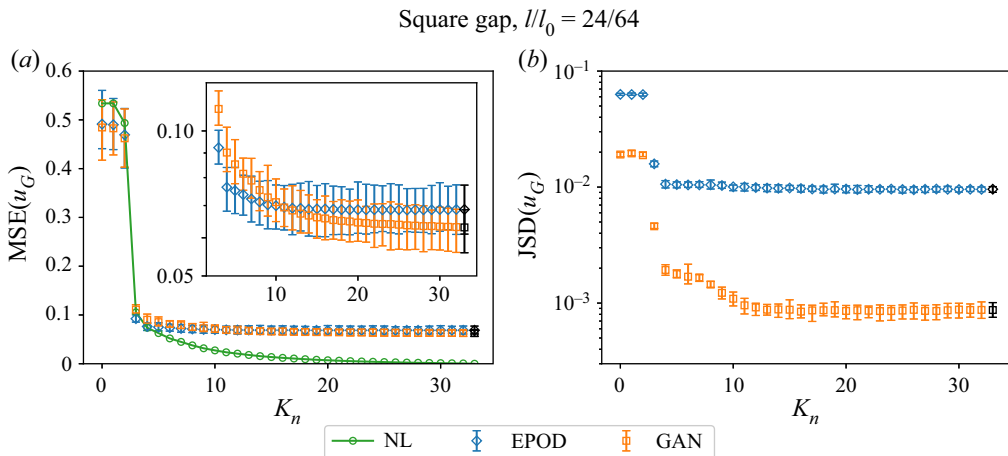 Square gap, l/l0 = 24/64
(a)
(b)
0.6
0.5
0.4
0.3
0.2
0.1
0
MSE(uG)
0.10
0.05
10
20
30
0
10
20
30
Kn
10⁻¹
10⁻²
10⁻³
JSD(uG)
0
10
20
30
Kn
NL
EPOD
GAN